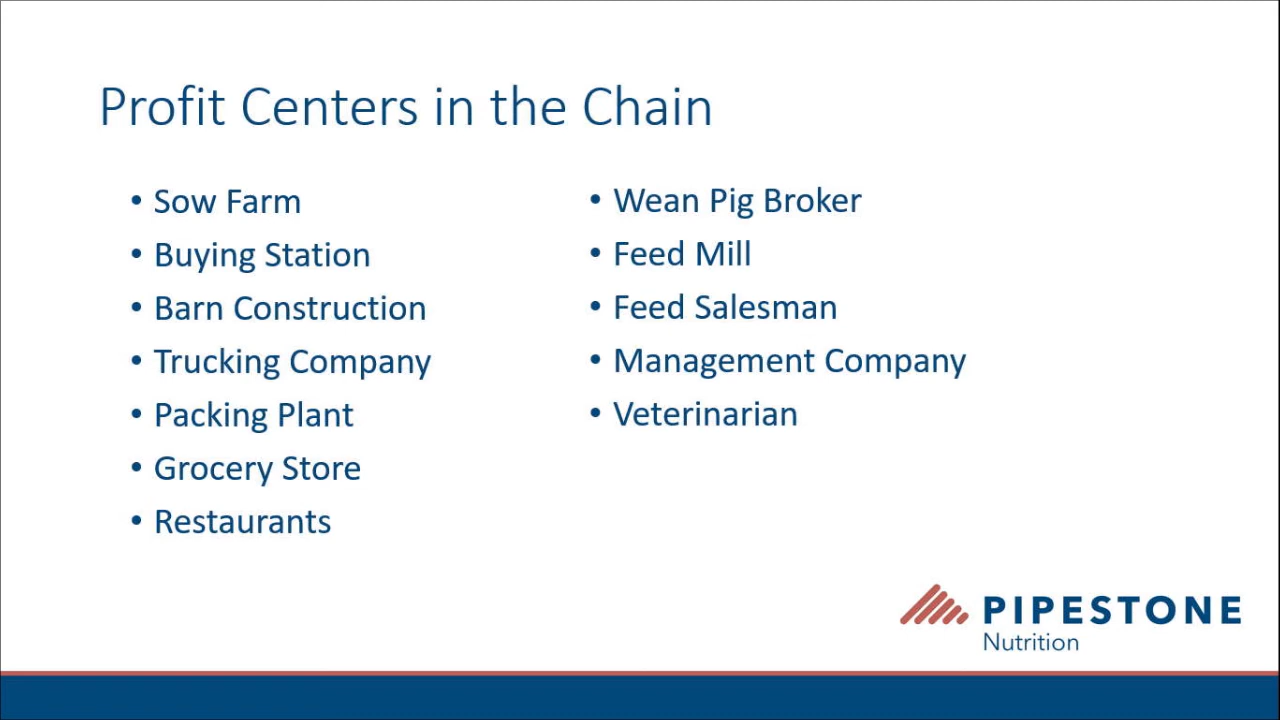 Profit Centers in the Chain
• Sow Farm
• Buying Station
• Barn Construction
• Trucking Company
• Packing Plant
• Grocery Store
• Restaurants
• Wean Pig Broker
• Feed Mill
• Feed Salesman
• Management Company
• Veterinarian
PIPESTONE
Nutrition